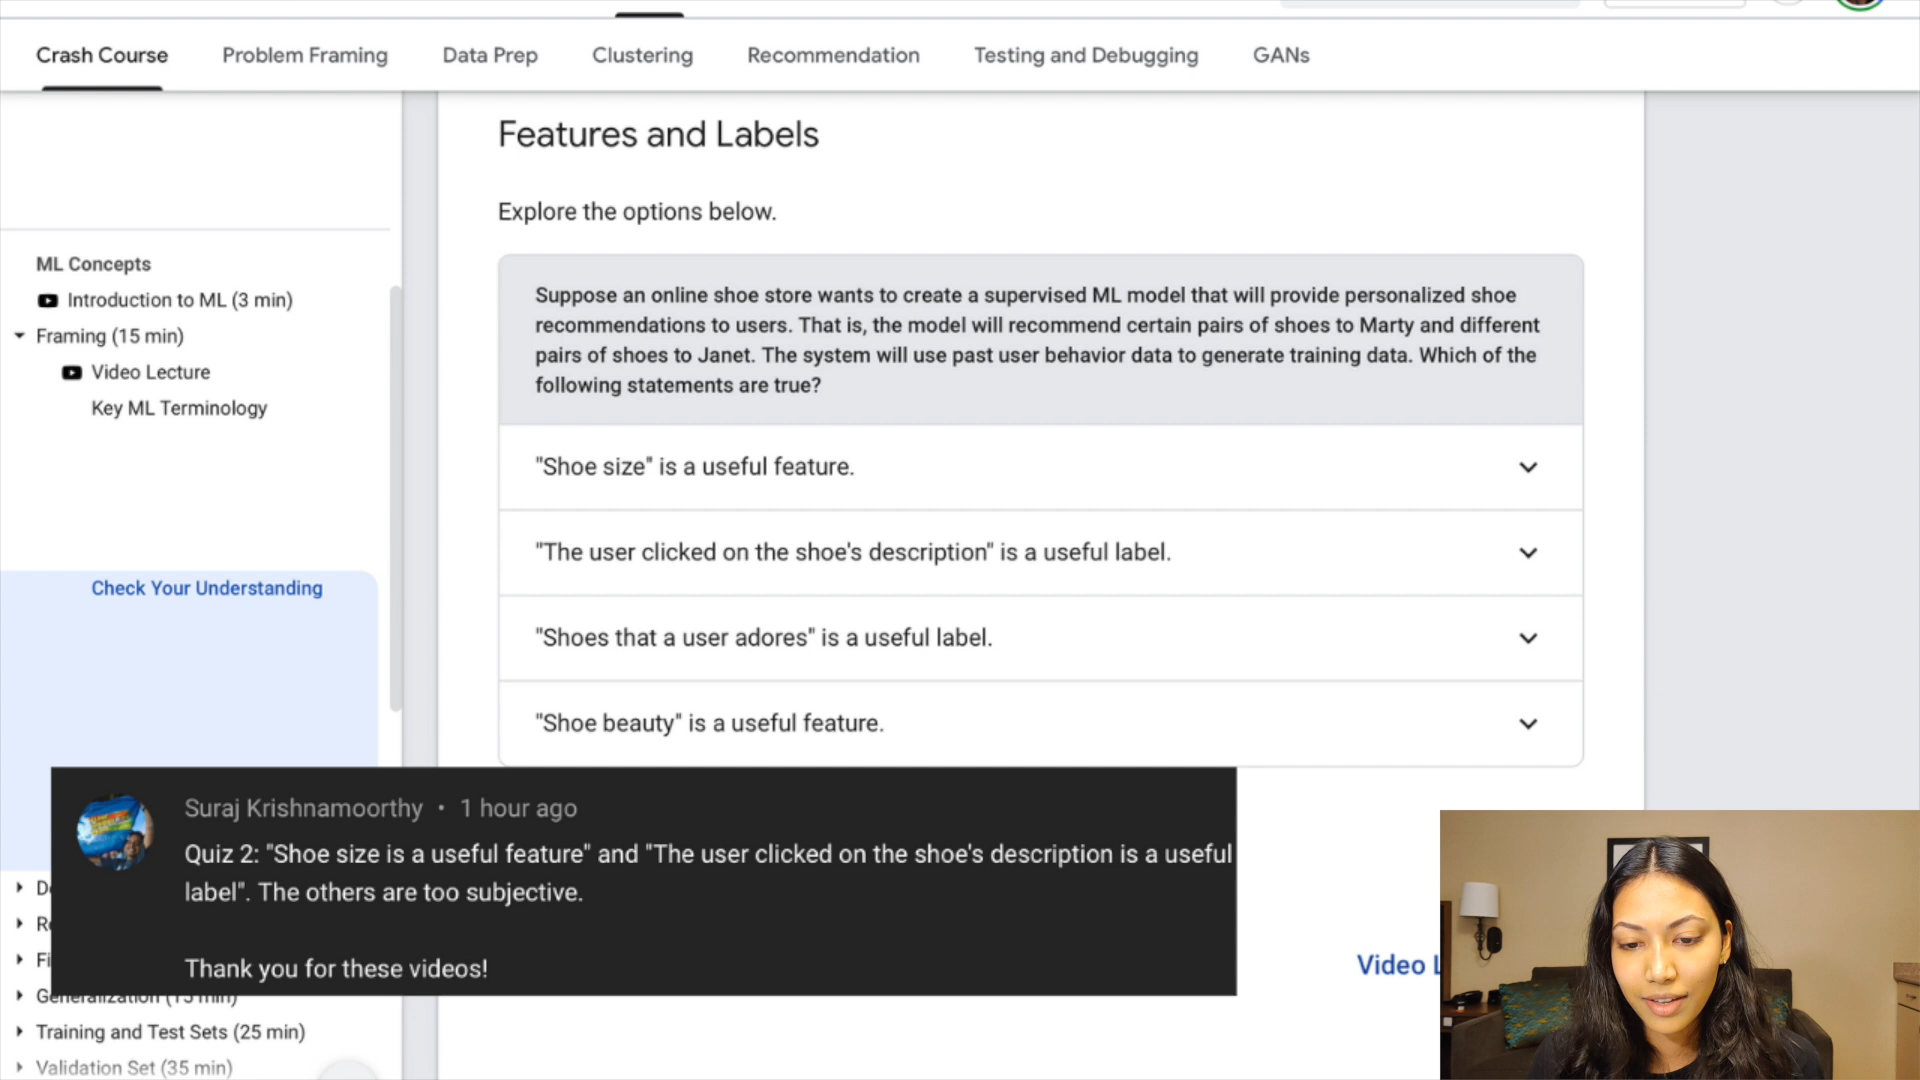 Crash Course
Problem Framing
Data Prep
Clustering
Recommendation
Testing and Debugging
GANs
ML Concepts
Introduction to ML (3 min)
Framing (15 min)
Video Lecture
Key ML Terminology
Check Your Understanding
Generalization (15 min)
Training and Test Sets (25 min)
Validation Set (35 min)
Features and Labels
Explore the options below.
Suppose an online shoe store wants to create a supervised ML model that will provide personalized shoe
recommendations to users. That is, the model will recommend certain pairs of shoes to Marty and different
pairs of shoes to Janet. The system will use past user behavior data to generate training data. Which of the
following statements are true?
"Shoe size" is a useful feature.
"The user clicked on the shoe's description" is a useful label.
"Shoes that a user adores" is a useful label.
"Shoe beauty" is a useful feature.
Suraj Krishnamoorthy • 1 hour ago
Quiz 2: "Shoe size is a useful feature" and "The user clicked on the shoe's description is a useful
label". The others are too subjective.
Thank you for these videos!
Video